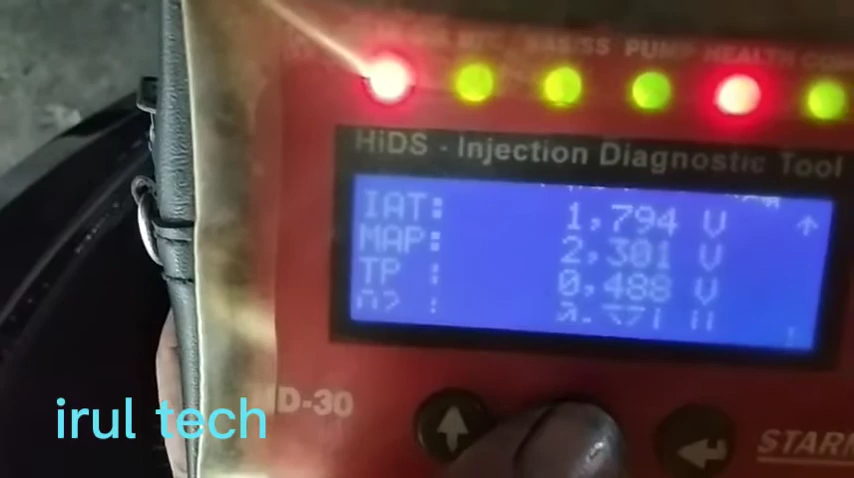 PUMP HEALTH
HiDS - Injection Diagnostic Tool
IAT: 1,794 V
MAP: 2,301 V
TP : 0,488 V
D-30
irul tech